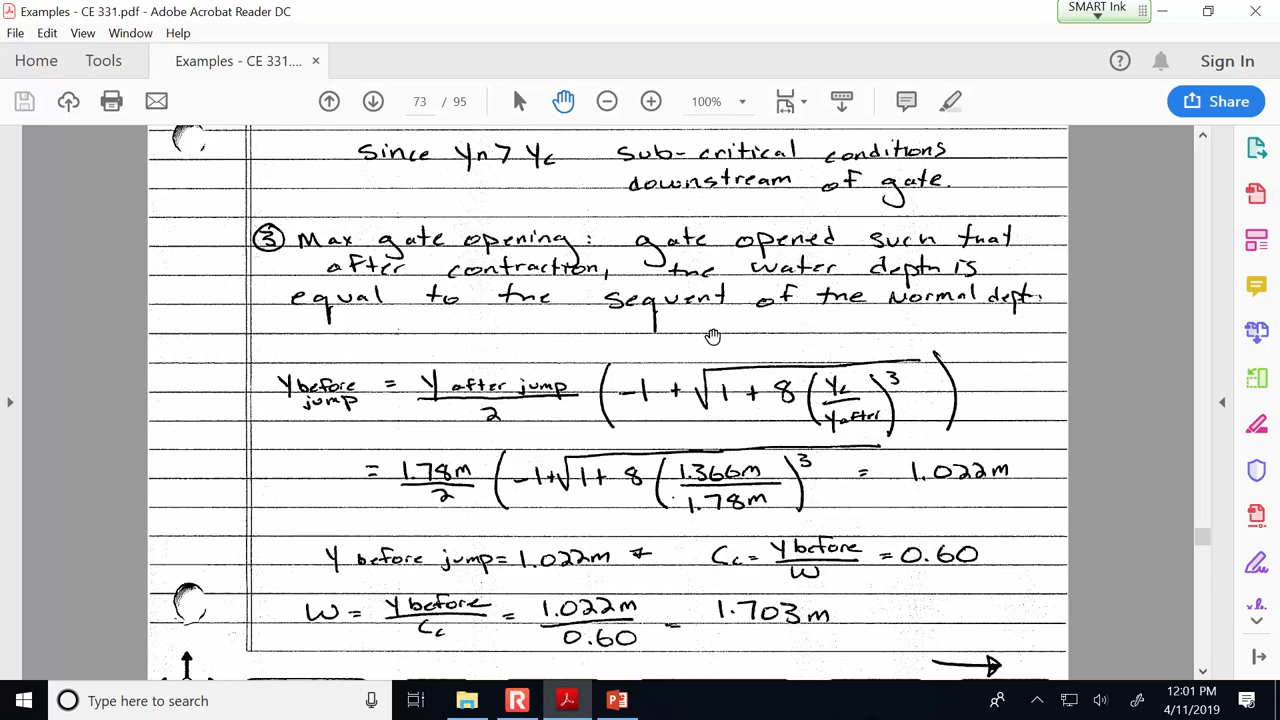 Examples - CE 331.pdf - Adobe Acrobat Reader DC
SMART Ink
File Edit View Window Help
Home Tools Examples - CE 331.... × Sign In
73 / 95 100% Share
Since Yn > Yc Sub-critical conditions
downstream of gate.
③ Max gate opening: gate opened such that
after contraction, the water depth is
equal to the sequent of the Normal depth.
Y before jump = Y after jump / 2 (-1 + √(1 + 8 (Yc / Y after)³))
= 1.78m / 2 (-1+√(1+ 8 (1.366m / 1.78m)³)) = 1.022m
Y before jump = 1.022m Cc = Y before / W = 0.60
W = Y before / Cc = 1.022m / 0.60 = 1.703m
Type here to search
12:01 PM
4/11/2019